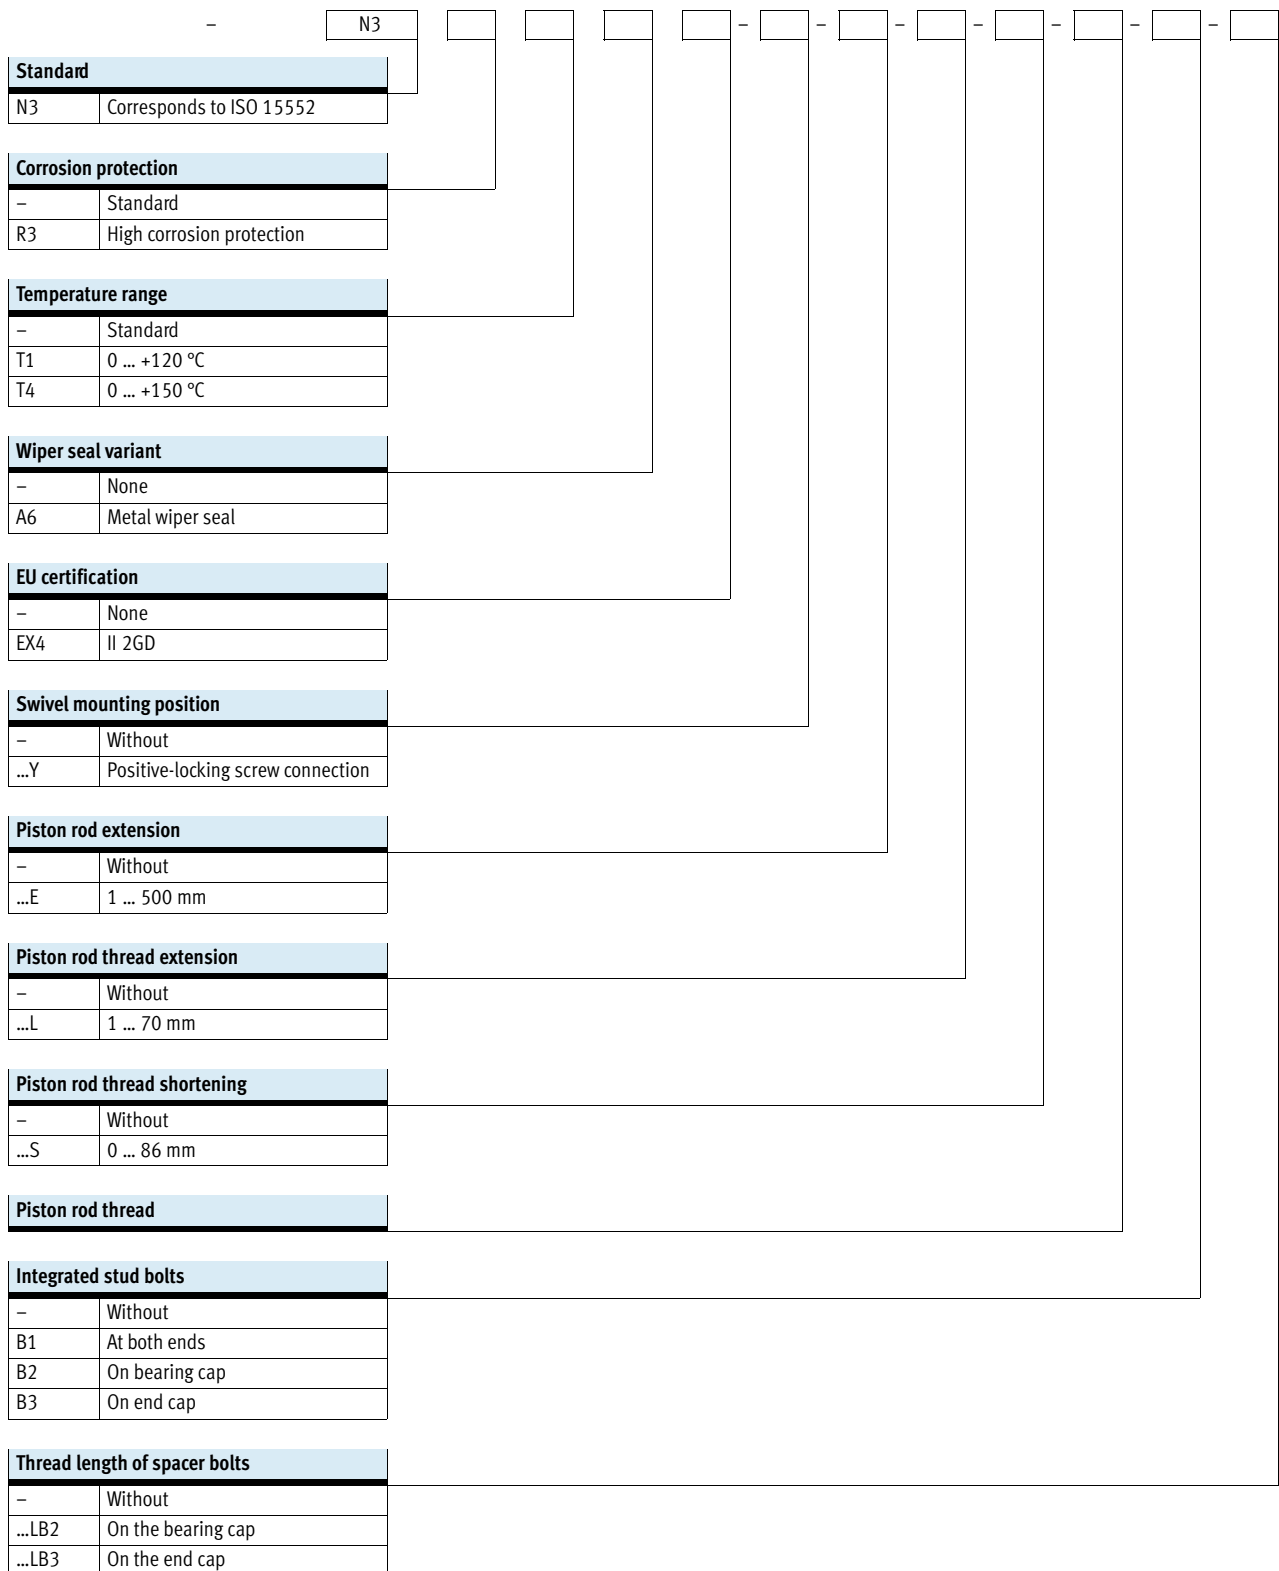 – N3 – – – – – – –
Standard
N3 Corresponds to ISO 15552
Corrosion protection
– Standard
R3 High corrosion protection
Temperature range
– Standard
T1 0 ... +120 °C
T4 0 ... +150 °C
Wiper seal variant
– None
A6 Metal wiper seal
EU certification
– None
EX4 II 2GD
Swivel mounting position
– Without
...Y Positive-locking screw connection
Piston rod extension
– Without
...E 1 ... 500 mm
Piston rod thread extension
– Without
...L 1 ... 70 mm
Piston rod thread shortening
– Without
...S 0 ... 86 mm
Piston rod thread
Integrated stud bolts
– Without
B1 At both ends
B2 On bearing cap
B3 On end cap
Thread length of spacer bolts
– Without
...LB2 On the bearing cap
...LB3 On the end cap